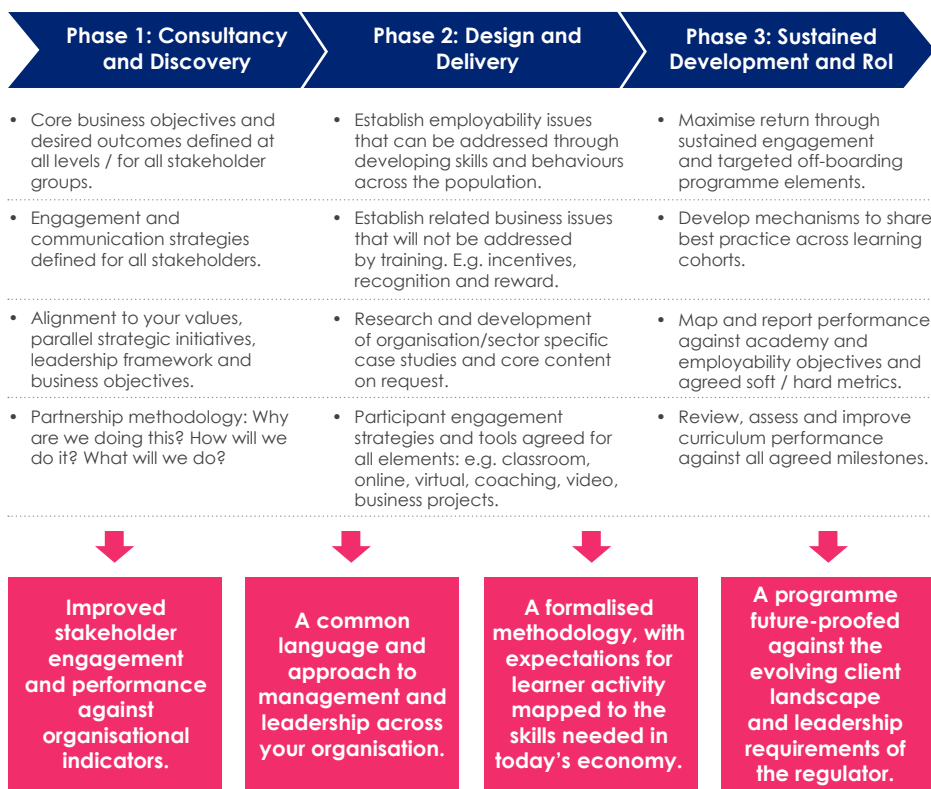 Phase 1: Consultancy
and Discovery
Phase 2: Design and
Delivery
Phase 3: Sustained
Development and RoI
• Core business objectives and
desired outcomes defined at
all levels / for all stakeholder
groups.
• Establish employability issues
that can be addressed through
developing skills and behaviours
across the population.
• Maximise return through
sustained engagement
and targeted off-boarding
programme elements.
• Engagement and
communication strategies
defined for all stakeholders.
• Establish related business issues
that will not be addressed
by training. E.g. incentives,
recognition and reward.
• Develop mechanisms to share
best practice across learning
cohorts.
• Alignment to your values,
parallel strategic initiatives,
leadership framework and
business objectives.
• Research and development
of organisation/sector specific
case studies and core content
on request.
• Map and report performance
against academy and
employability objectives and
agreed soft / hard metrics.
• Partnership methodology: Why
are we doing this? How will we
do it? What will we do?
• Participant engagement
strategies and tools agreed for
all elements: e.g. classroom,
online, virtual, coaching, video,
business projects.
• Review, assess and improve
curriculum performance
against all agreed milestones.
Improved
stakeholder
engagement
and performance
against
organisational
indicators.
A common
language and
approach to
management and
leadership across
your organisation.
A formalised
methodology, with
expectations for
learner activity
mapped to the
skills needed in
today’s economy.
A programme
future-proofed
against the
evolving client
landscape
and leadership
requirements of
the regulator.